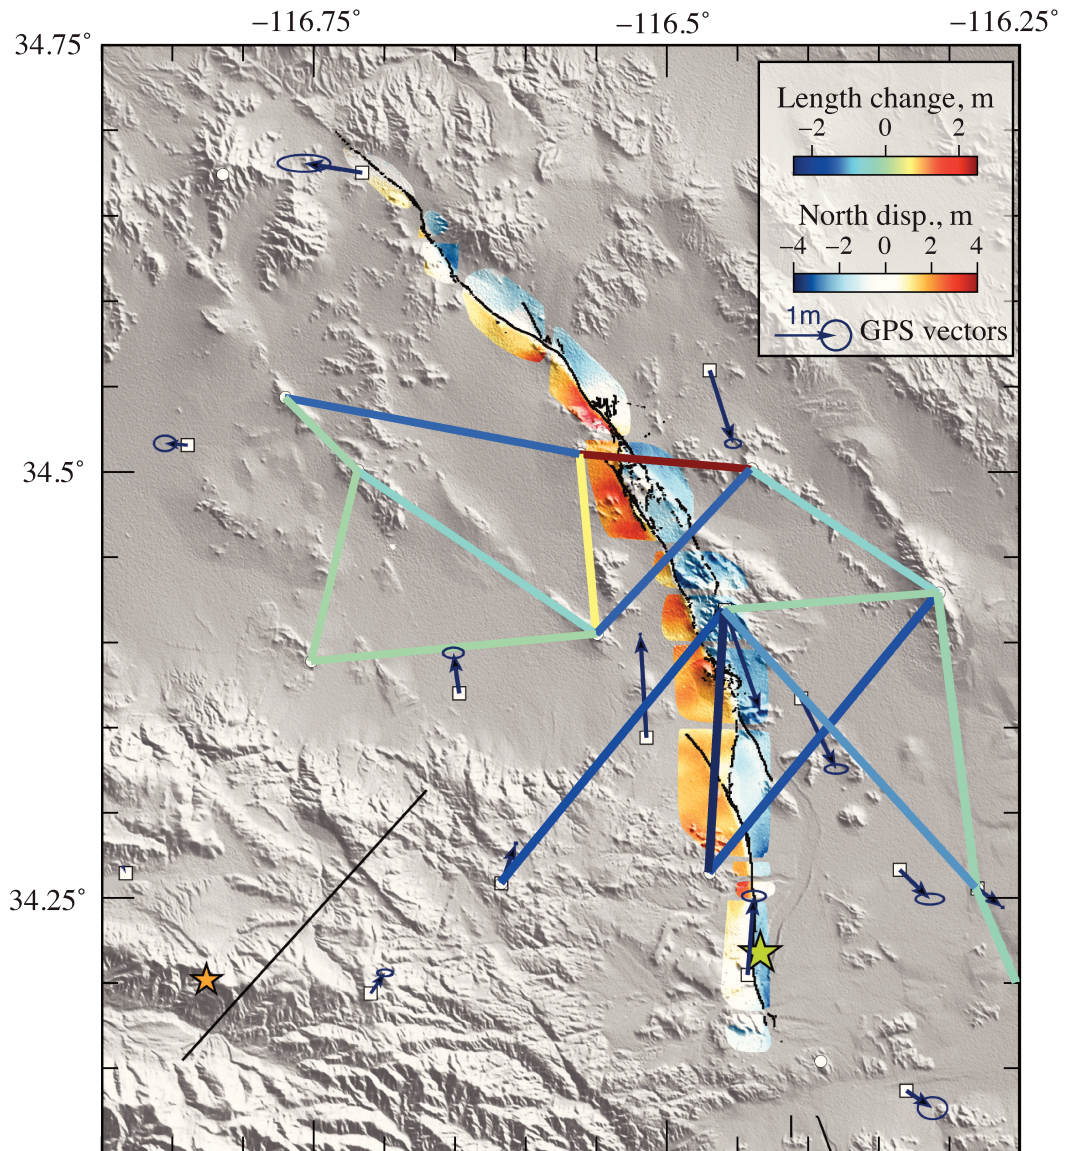 −116.75° −116.5° −116.25°
34.75°
Length change, m
−2 0 2
North disp., m
−4 −2 0 2 4
1m GPS vectors
34.5°
34.25°